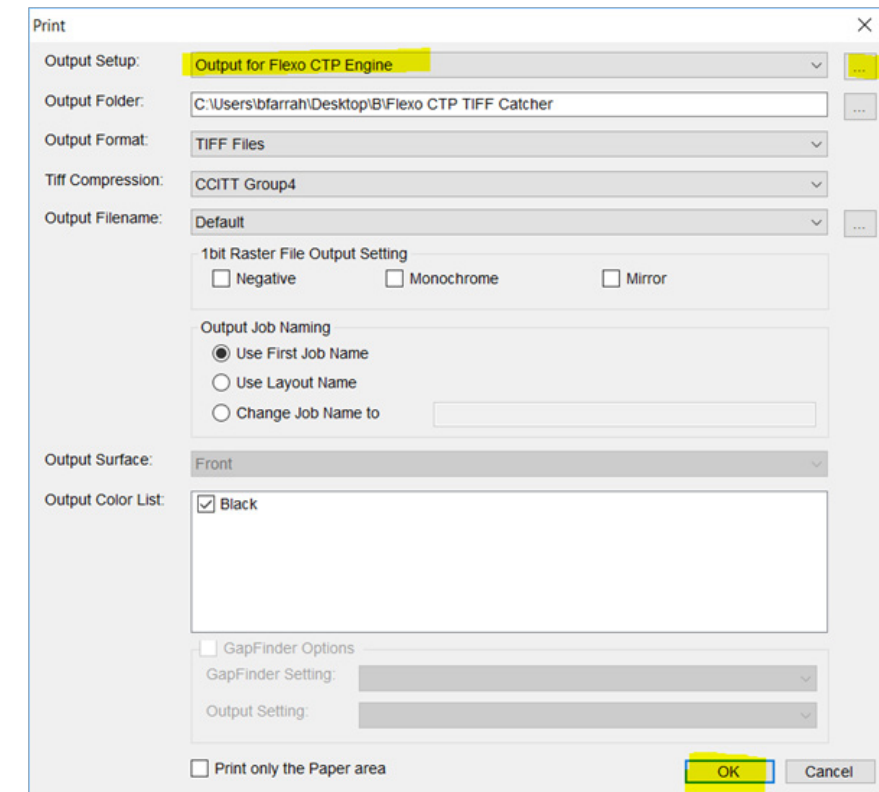 Print
Output Setup: Output for Flexo CTP Engine ...
Output Folder: C:\Users\bfarrah\Desktop\B\Flexo CTP TIFF Catcher ...
Output Format: TIFF Files
Tiff Compression: CCITT Group4
Output Filename: Default ...
1bit Raster File Output Setting
Negative Monochrome Mirror
Output Job Naming
Use First Job Name
Use Layout Name
Change Job Name to
Output Surface: Front
Output Color List: Black
GapFinder Options
GapFinder Setting:
Output Setting:
Print only the Paper area OK Cancel